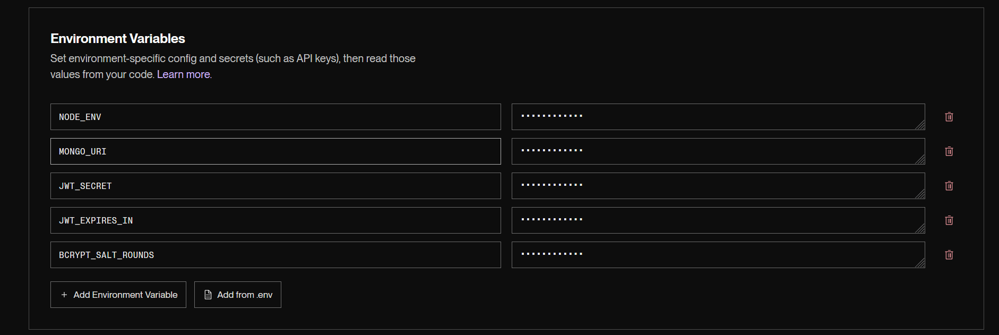 Environment Variables
Set environment-specific config and secrets (such as API keys), then read those
values from your code. Learn more.
NODE_ENV ············
MONGO_URI ············
JWT_SECRET ············
JWT_EXPIRES_IN ············
BCRYPT_SALT_ROUNDS ············
+ Add Environment Variable Add from .env